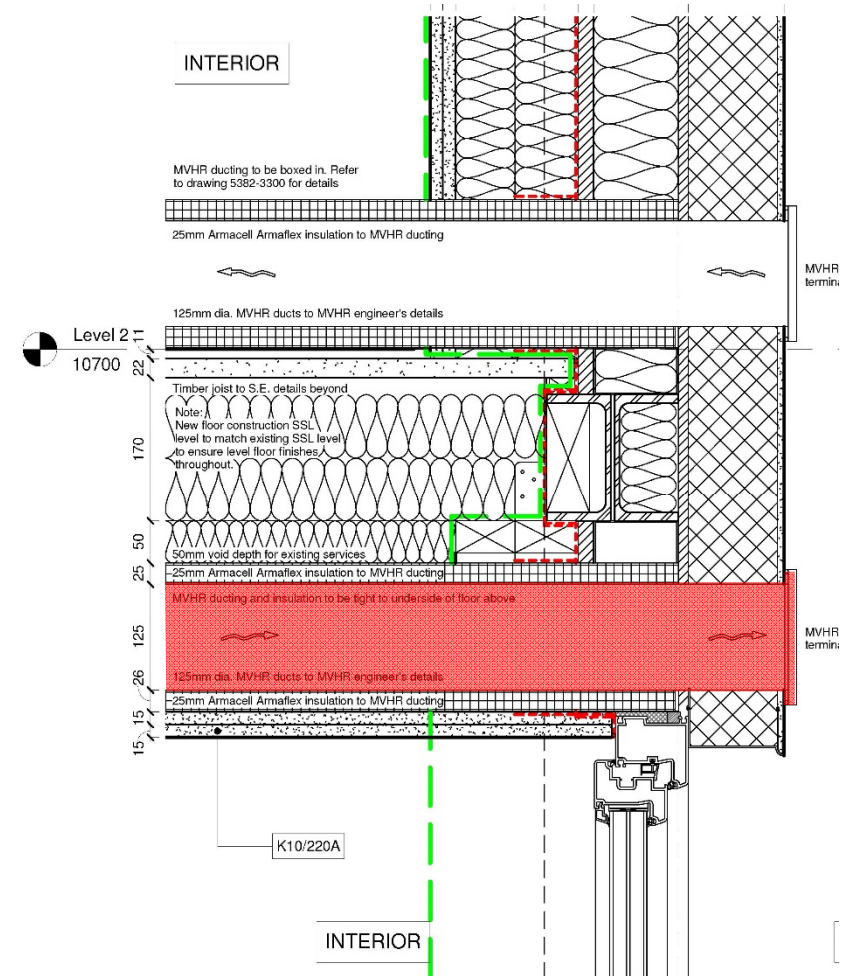 INTERIOR
MVHR ducting to be boxed in. Refer
to drawing 5382-3300 for details
25mm Armacell Armaflex insulation to MVHR ducting
MVHR
125mm dia. MVHR ducts to MVHR engineer's details
Level 2
10700
11
22
170
50
25
125
26
15
15
Timber joist to S.E. details beyond
Note:
New floor construction SSL
level to match existing SSL level
to ensure level floor finishes
throughout.
50mm void depth for existing services
25mm Armacell Armaflex insulation to MVHR ducting
MVHR ducting and insulation to be tight to underside of floor above
MVHR
125mm dia. MVHR ducts to MVHR engineer's details
25mm Armacell Armaflex insulation to MVHR ducting
K10/220A
INTERIOR